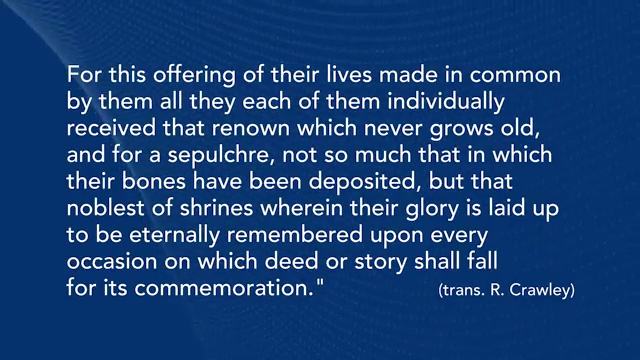 For this offering of their lives made in common
by them all they each of them individually
received that renown which never grows old,
and for a sepulchre, not so much that in which
their bones have been deposited, but that
noblest of shrines wherein their glory is laid up
to be eternally remembered upon every
occasion on which deed or story shall fall
for its commemoration."
(trans. R. Crawley)